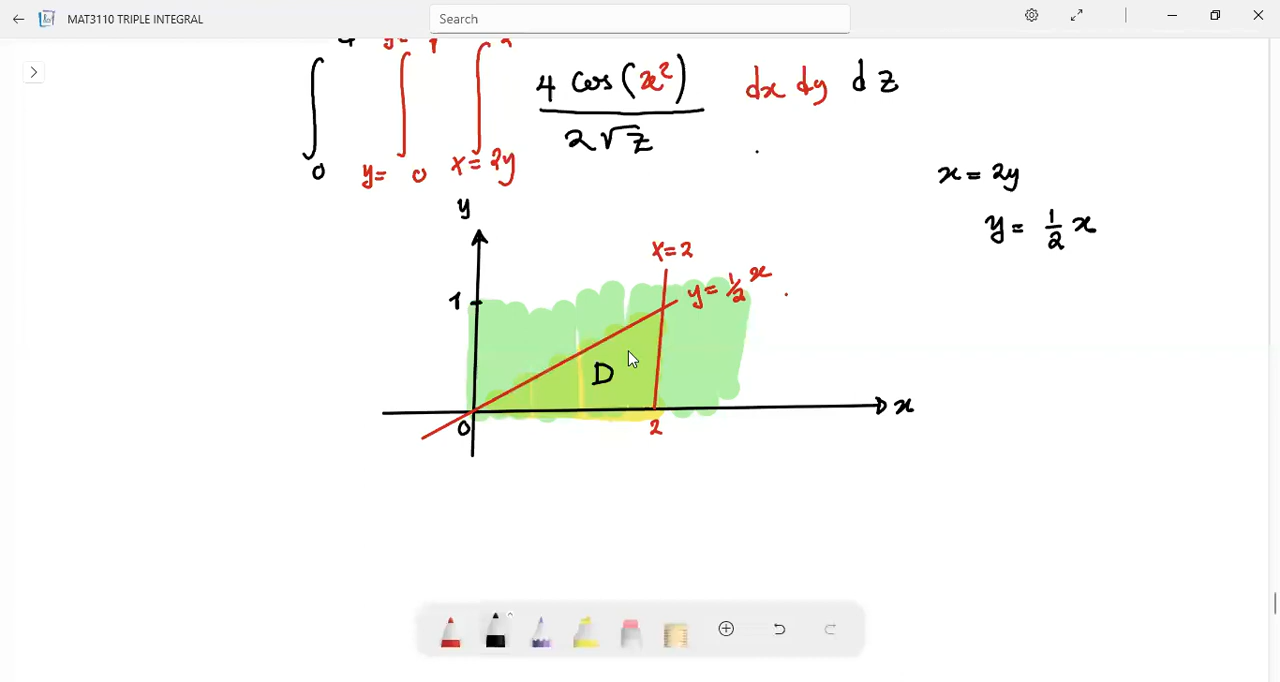 MAT3110 TRIPLE INTEGRAL
Search
∫ ∫ ∫ 4 cos(x²) / 2√z dx dy dz
0 y= 0 x= 2y
x = 2y
y = 1/2 x
y
x=2
y= 1/2 x
1
D
x
0
2